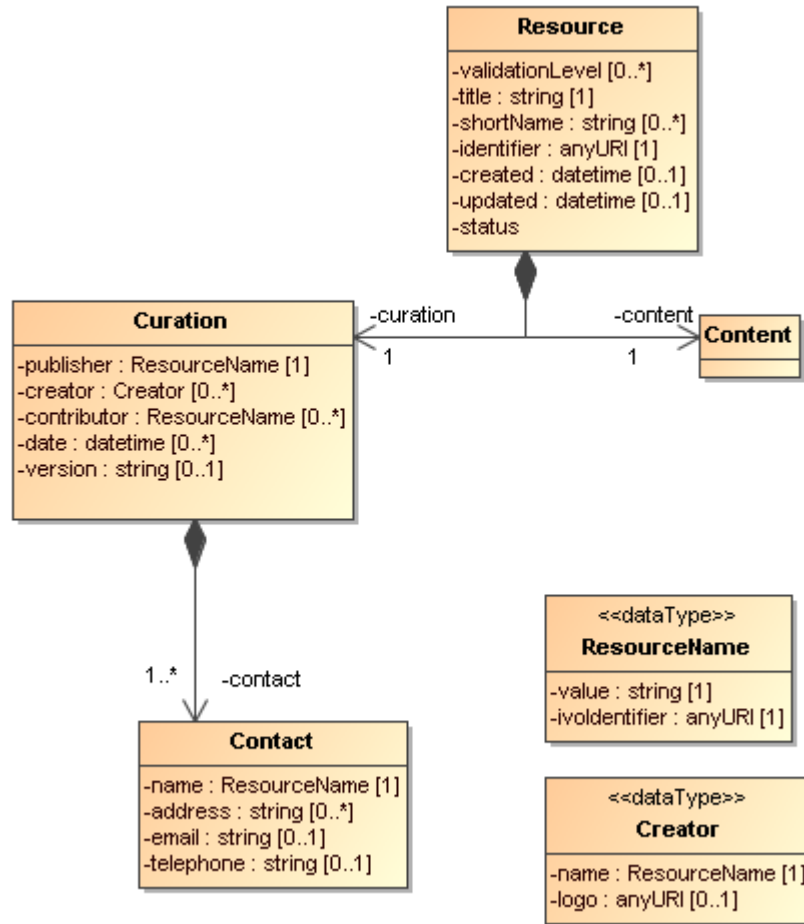 Resource
-validationLevel [0..*]
-title : string [1]
-shortName : string [0..*]
-identifier : anyURI [1]
-created : datetime [0..1]
-updated : datetime [0..1]
-status
Curation
-publisher : ResourceName [1]
-creator : Creator [0..*]
-contributor : ResourceName [0..*]
-date : datetime [0..*]
-version : string [0..1]
-curation
1
-content
1
Content
1..*
-contact
Contact
-name : ResourceName [1]
-address : string [0..*]
-email : string [0..1]
-telephone : string [0..1]
<<dataType>>
ResourceName
-value : string [1]
-ivoIdentifier : anyURI [1]
<<dataType>>
Creator
-name : ResourceName [1]
-logo : anyURI [0..1]